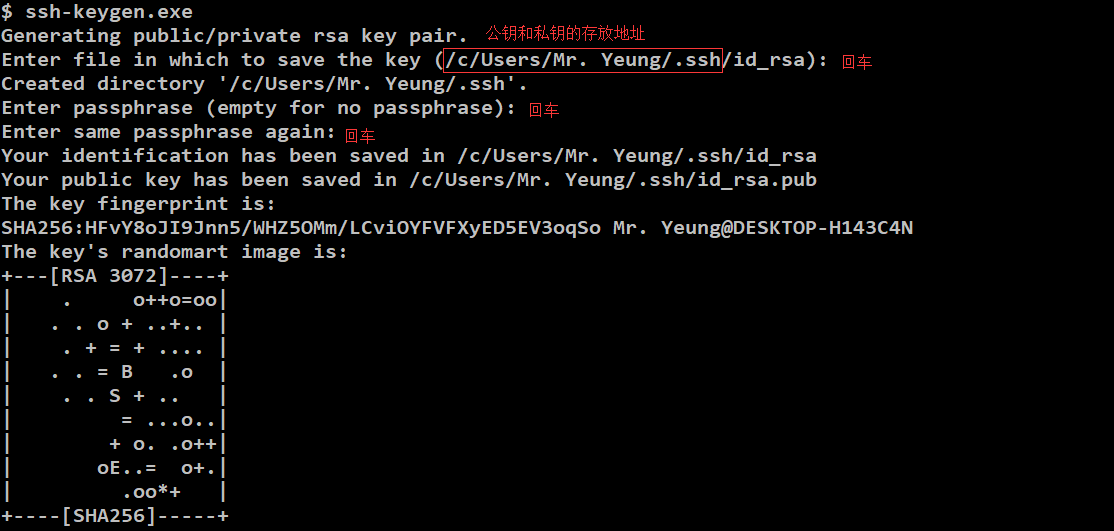 $ ssh-keygen.exe
Generating public/private rsa key pair. 公钥和私钥的存放地址
Enter file in which to save the key (/c/Users/Mr. Yeung/.ssh/id_rsa): 回车
Created directory '/c/Users/Mr. Yeung/.ssh'.
Enter passphrase (empty for no passphrase): 回车
Enter same passphrase again: 回车
Your identification has been saved in /c/Users/Mr. Yeung/.ssh/id_rsa
Your public key has been saved in /c/Users/Mr. Yeung/.ssh/id_rsa.pub
The key fingerprint is:
SHA256:HFvY8oJI9Jnn5/WHZ5OMm/LCviOYFVFXyED5EV3oqSo Mr. Yeung@DESKTOP-H143C4N
The key's randomart image is:
+---[RSA 3072]----+
|    .     o++o=oo|
|   . . o + ..+.. |
|    . + = + .... |
|   . . = B   .o  |
|    . . S + ..   |
|         = ...o..|
|        + o. .o++|
|       oE..=  o+.|
|         .oo*+   |
+----[SHA256]-----+